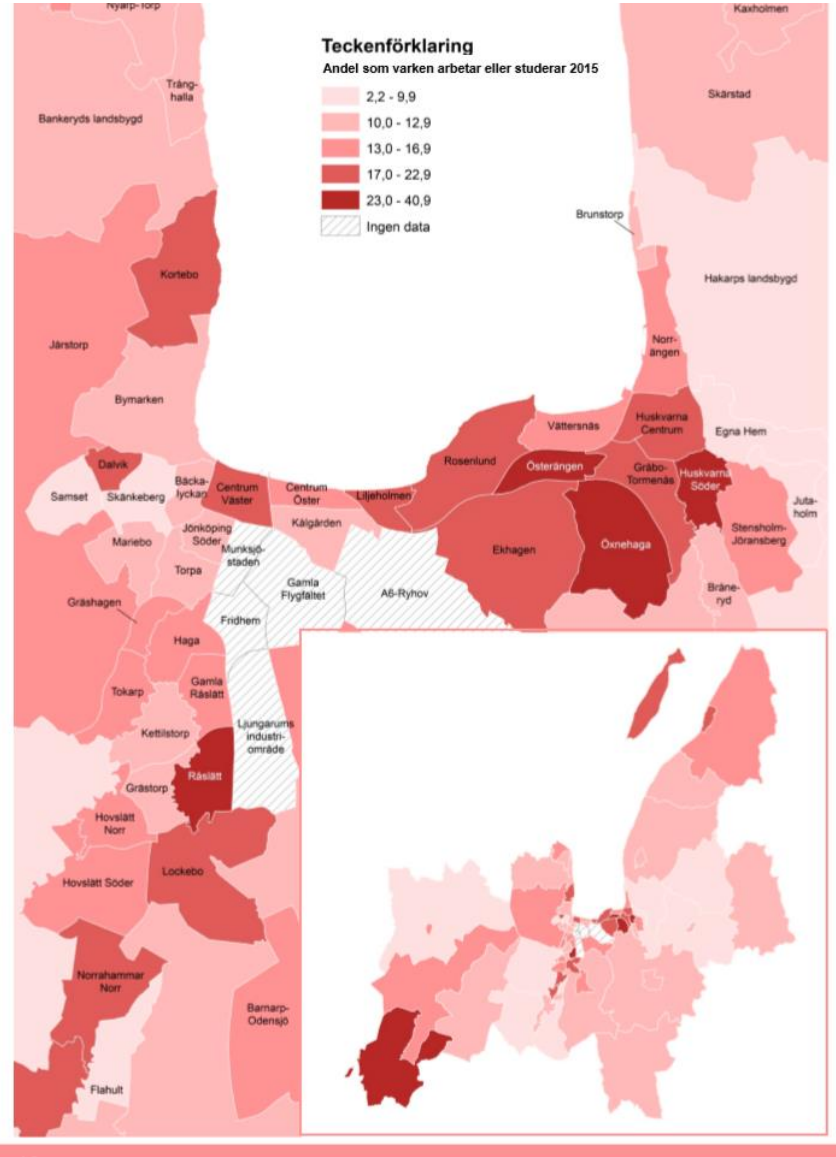 Nyarp-Torp
Kaxholmen
Teckenförklaring
Andel som varken arbetar eller studerar 2015
2,2 - 9,9
10,0 - 12,9
13,0 - 16,9
17,0 - 22,9
23,0 - 40,9
Ingen data
Trång-
halla
Bankeryds landsbygd
Skärstad
Brunstorp
Kortebo
Hakarps landsbygd
Järstorp
Norr-
ängen
Bymarken
Vättersnäs
Huskvarna
Centrum
Egna Hem
Dalvik
Rosenlund
Österängen
Gräbo-
Tormenås
Huskvarna
Söder
Samset
Skänkeberg
Bäcka-
lyckan
Centrum
Väster
Centrum
Öster
Liljeholmen
Juta-
holm
Mariebo
Jönköping
Söder
Kålgården
Stensholm-
Jöransberg
Munksjö-
staden
Ekhagen
Öxnehaga
Torpa
Gamla
Flygfältet
A6-Ryhov
Bråne-
ryd
Gräshagen
Fridhem
Haga
Tokarp
Gamla
Råslätt
Kettilstorp
Ljungarums
industri-
område
Råslätt
Gråstorp
Hovslätt
Norr
Lockebo
Hovslätt Söder
Norrahammar
Norr
Barnarp-
Odensjö
Flahult